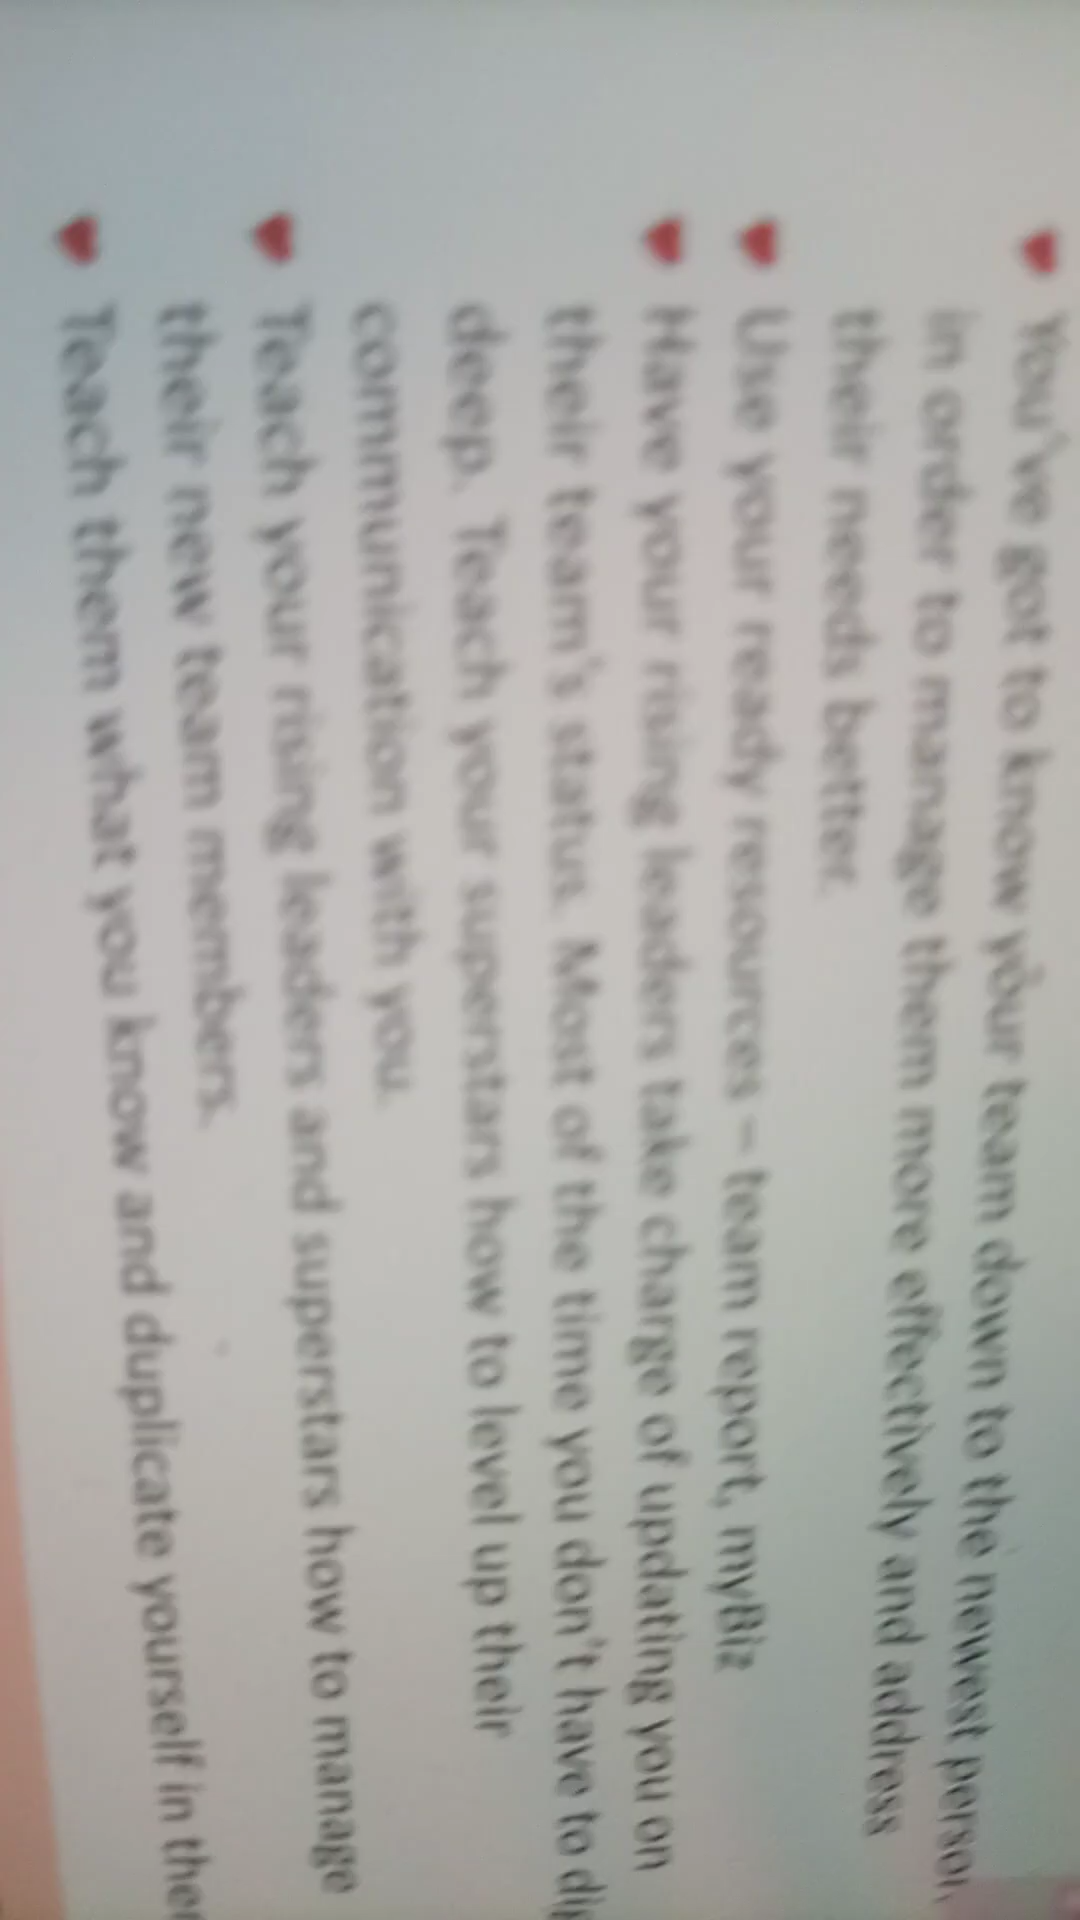 You've got to know your team down to the newest person
in order to manage them more effectively and address
their needs better.
Use your ready resources – team report, myBiz
Have your rising leaders take charge of updating you on
their team's status. Most of the time you don't have to
deep. Teach your superstars how to level up their
communication with you.
Teach your rising leaders and superstars how to manage
their new team members.
Teach them what you know and duplicate yourself in